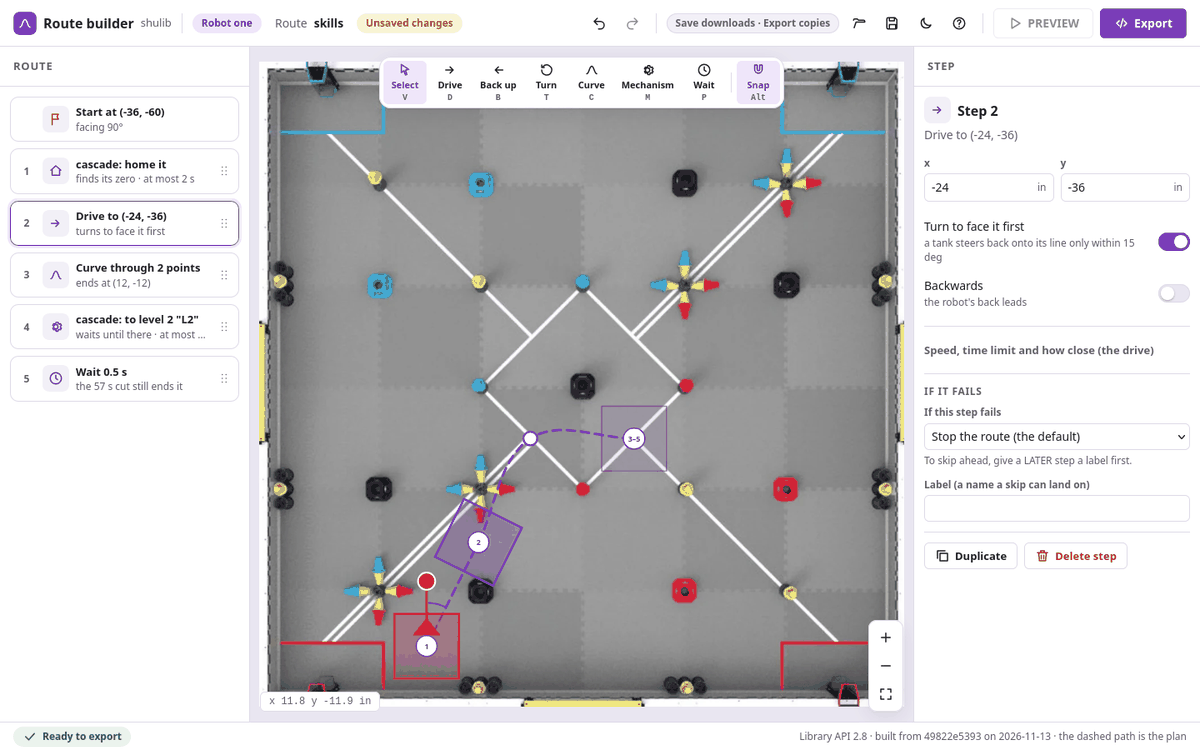 Route builder shulib Robot one Route skills Unsaved changes Save downloads · Export copies PREVIEW Export
ROUTE
Start at (-36, -60)
facing 90°
1 cascade: home it
finds its zero · at most 2 s
2 Drive to (-24, -36)
turns to face it first
3 Curve through 2 points
ends at (12, -12)
4 cascade: to level 2 "L2"
waits until there · at most ...
5 Wait 0.5 s
the 57 s cut still ends it
Select Drive Back up Turn Curve Mechanism Wait Snap
V D B T C M P Alt
3–5
2
1
x 11.8 y -11.9 in
STEP
Step 2
Drive to (-24, -36)
x y
-24 in -36 in
Turn to face it first
a tank steers back onto its line only within 15
deg
Backwards
the robot's back leads
Speed, time limit and how close (the drive)
IF IT FAILS
If this step fails
Stop the route (the default)
To skip ahead, give a LATER step a label first.
Label (a name a skip can land on)
Duplicate Delete step
Ready to export
Library API 2.8 · built from 49822e5393 on 2026-11-13 · the dashed path is the plan